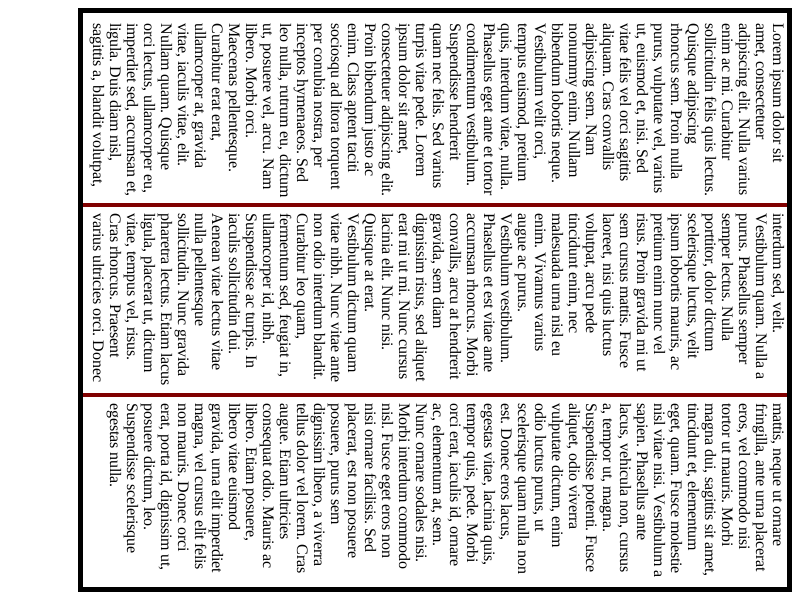 Lorem ipsum dolor sit
amet, consectetuer
adipiscing elit. Nulla varius
enim ac mi. Curabitur
sollicitudin felis quis lectus.
Quisque adipiscing
rhoncus sem. Proin nulla
purus, vulputate vel, varius
ut, euismod et, nisi. Sed
vitae felis vel orci sagittis
aliquam. Cras convallis
adipiscing sem. Nam
nonummy enim. Nullam
bibendum lobortis neque.
Vestibulum velit orci,
tempus euismod, pretium
quis, interdum vitae, nulla.
Phasellus eget ante et tortor
condimentum vestibulum.
Suspendisse hendrerit
quam nec felis. Sed varius
turpis vitae pede. Lorem
ipsum dolor sit amet,
consectetuer adipiscing elit.
Proin bibendum justo ac
enim. Class aptent taciti
sociosqu ad litora torquent
per conubia nostra, per
inceptos hymenaeos. Sed
leo nulla, rutrum eu, dictum
ut, posuere vel, arcu. Nam
libero. Morbi orci.
Maecenas pellentesque.
Curabitur erat erat,
ullamcorper at, gravida
vitae, iaculis vitae, elit.
Nullam quam. Quisque
orci lectus, ullamcorper eu,
imperdiet sed, accumsan et,
ligula. Duis diam nisl,
sagittis a, blandit volutpat,
interdum sed, velit.
Vestibulum quam. Nulla a
purus. Phasellus semper
semper lectus. Nulla
porttitor, dolor dictum
scelerisque luctus, velit
ipsum lobortis mauris, ac
pretium enim nunc vel
risus. Proin gravida mi ut
sem cursus mattis. Fusce
laoreet, nisi quis luctus
volutpat, arcu pede
tincidunt enim, nec
malesuada urna nisl eu
enim. Vivamus varius
augue ac purus.
Vestibulum vestibulum.
Phasellus et est vitae ante
accumsan rhoncus. Morbi
convallis, arcu at hendrerit
gravida, sem diam
dignissim risus, sed aliquet
erat mi ut mi. Nunc cursus
lacinia elit. Nunc nisi.
Quisque at erat.
Vestibulum dictum quam
vitae nibh. Nunc vitae ante
non odio interdum blandit.
Curabitur leo quam,
fermentum sed, feugiat in,
ullamcorper id, nibh.
Suspendisse ac turpis. In
iaculis sollicitudin dui.
Aenean vitae lectus vitae
nulla pellentesque
sollicitudin. Nunc gravida
pharetra lectus. Etiam lacus
ligula, placerat ut, dictum
vitae, tempus vel, risus.
Cras rhoncus. Praesent
varius ultricies orci. Donec
mattis, neque ut ornare
fringilla, ante urna placerat
eros, vel commodo nisi
tortor ut mauris. Morbi
magna dui, sagittis sit amet,
tincidunt et, elementum
eget, quam. Fusce molestie
nisl vitae nisi. Vestibulum a
sapien. Phasellus ante
lacus, vehicula non, cursus
a, tempor ut, magna.
Suspendisse potenti. Fusce
aliquet, odio viverra
vulputate dictum, enim
odio luctus purus, ut
scelerisque quam nulla non
est. Donec eros lacus,
egestas vitae, lacinia quis,
tempor quis, pede. Morbi
orci erat, iaculis id, ornare
ac, elementum at, sem.
Nunc ornare sodales nisi.
Morbi interdum commodo
nisl. Fusce eget eros non
nisi ornare facilisis. Sed
placerat, est non posuere
posuere, purus sem
dignissim libero, a viverra
tellus dolor vel lorem. Cras
augue. Etiam ultricies
consequat odio. Mauris ac
libero. Etiam posuere,
libero vitae euismod
gravida, urna elit imperdiet
magna, vel cursus elit felis
non mauris. Donec orci
erat, porta id, dignissim ut,
posuere dictum, leo.
Suspendisse scelerisque
egestas nulla.